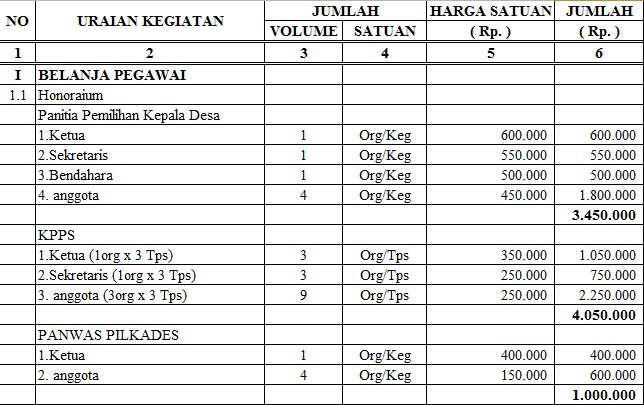 NO URAIAN KEGIATAN JUMLAH HARGA SATUAN JUMLAH
VOLUME SATUAN ( Rp. ) ( Rp. )
1 2 3 4 5 6
I BELANJA PEGAWAI
1.1 Honoraium
Panitia Pemilihan Kepala Desa
1.Ketua 1 Org/Keg 600.000 600.000
2.Sekretaris 1 Org/Keg 550.000 550.000
3.Bendahara 1 Org/Keg 500.000 500.000
4. anggota 4 Org/Keg 450.000 1.800.000
3.450.000
KPPS
1.Ketua (1org x 3 Tps) 3 Org/Tps 350.000 1.050.000
2.Sekretaris (1org x 3 Tps) 3 Org/Tps 250.000 750.000
3. anggota (3org x 3 Tps) 9 Org/Tps 250.000 2.250.000
4.050.000
PANWAS PILKADES
1.Ketua 1 Org/Keg 400.000 400.000
2. anggota 4 Org/Keg 150.000 600.000
1.000.000